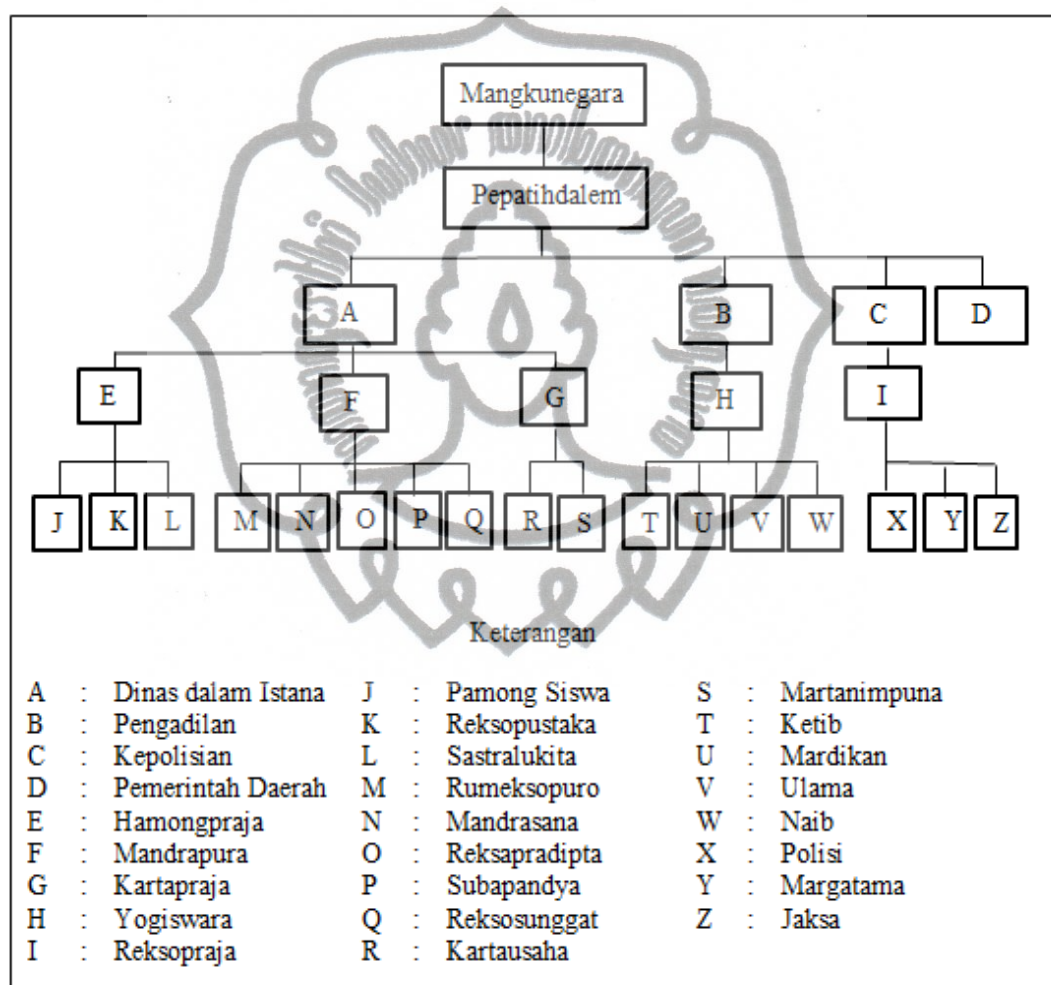 Mangkunegara
Pepatihdalem
A B C D
E F G H I
J K L M N O P Q R S T U V W X Y Z
Keterangan
A : Dinas dalam Istana J : Pamong Siswa S : Martanimpuna
B : Pengadilan K : Reksopustaka T : Ketib
C : Kepolisian L : Sastralukita U : Mardikan
D : Pemerintah Daerah M : Rumeksopuro V : Ulama
E : Hamongpraja N : Mandrasana W : Naib
F : Mandrapura O : Reksapradipta X : Polisi
G : Kartapraja P : Subapandya Y : Margatama
H : Yogiswara Q : Reksosunggat Z : Jaksa
I : Reksopraja R : Kartausaha